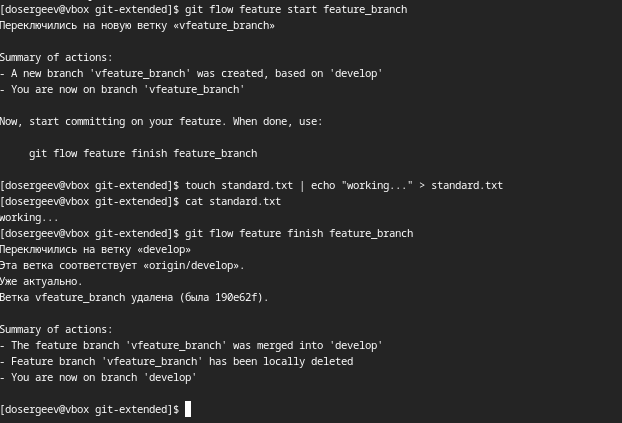 [dosergeev@vbox git-extended]$ git flow feature start feature_branch
Переключились на новую ветку «vfeature_branch»
Summary of actions:
- A new branch 'vfeature_branch' was created, based on 'develop'
- You are now on branch 'vfeature_branch'
Now, start committing on your feature. When done, use:
git flow feature finish feature_branch
[dosergeev@vbox git-extended]$ touch standard.txt | echo "working..." > standard.txt
[dosergeev@vbox git-extended]$ cat standard.txt
working...
[dosergeev@vbox git-extended]$ git flow feature finish feature_branch
Переключились на ветку «develop»
Эта ветка соответствует «origin/develop».
Уже актуально.
Ветка vfeature_branch удалена (была 190e62f).
Summary of actions:
- The feature branch 'vfeature_branch' was merged into 'develop'
- Feature branch 'vfeature_branch' has been locally deleted
- You are now on branch 'develop'
[dosergeev@vbox git-extended]$